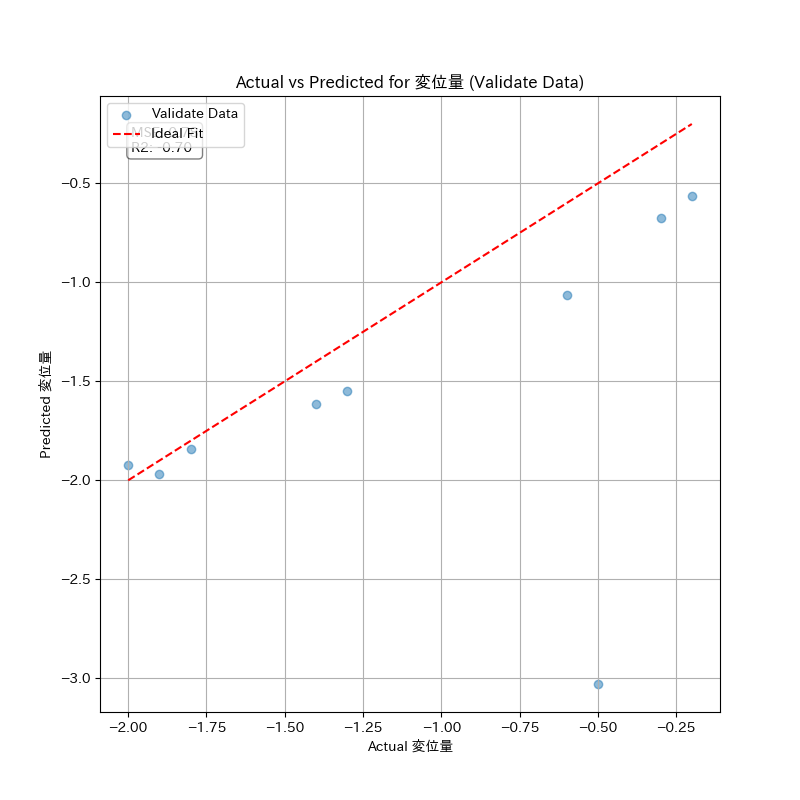 Actual vs Predicted for 変位量 (Validate Data)
Validate Data
Ideal Fit
R2: -0.70
Predicted 変位量
−0.5
−1.0
−1.5
−2.0
−2.5
−3.0
−2.00 −1.75 −1.50 −1.25 −1.00 −0.75 −0.50 −0.25
Actual 変位量